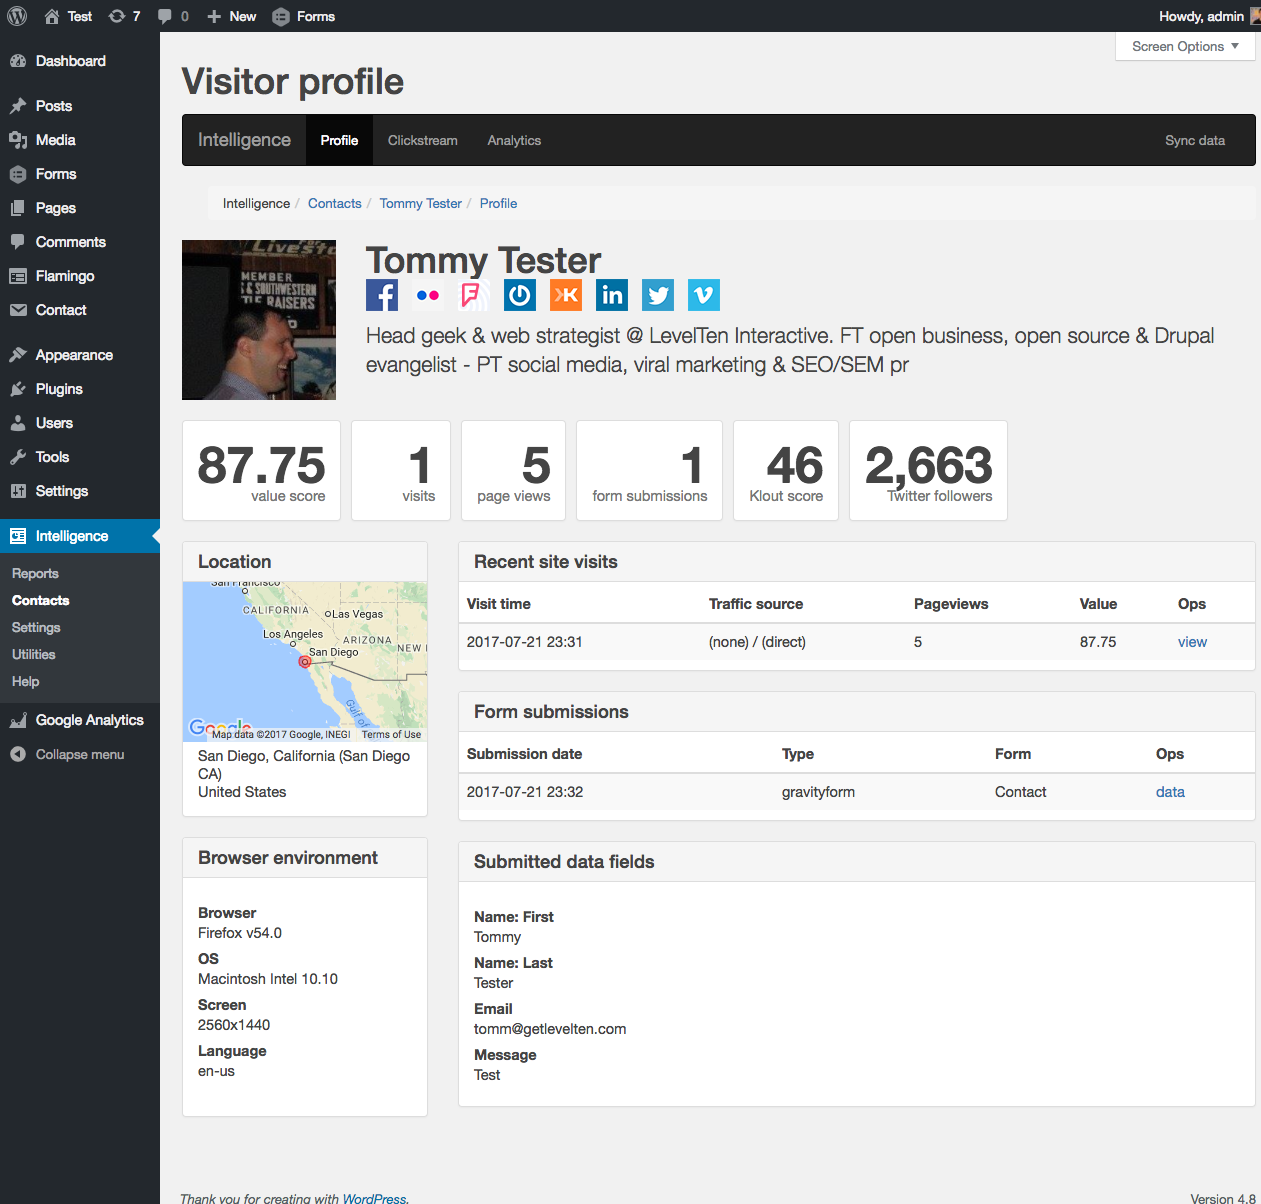 Test
7
0
New
Forms
Howdy, admin
Screen Options
Dashboard
Posts
Media
Forms
Pages
Comments
Flamingo
Contact
Appearance
Plugins
Users
Tools
Settings
Intelligence
Reports
Contacts
Settings
Utilities
Help
Google Analytics
Collapse menu
Visitor profile
Intelligence Profile Clickstream Analytics Sync data
Intelligence / Contacts / Tommy Tester / Profile
MEMBER
& SOUTHWESTERN
TLE RAISERS
Tommy Tester
Head geek & web strategist @ LevelTen Interactive. FT open business, open source & Drupal
evangelist - PT social media, viral marketing & SEO/SEM pr
87.75
value score
1
visits
5
page views
1
form submissions
46
Klout score
2,663
Twitter followers
Location
San Francisco
CALIFORNIA
Las Vegas
Los Angeles
ARIZONA
NEW
San Diego
Gulf of
Google
Map data ©2017 Google, INEGI Terms of Use
San Diego, California (San Diego
CA)
United States
Browser environment
Browser
Firefox v54.0
OS
Macintosh Intel 10.10
Screen
2560x1440
Language
en-us
Recent site visits
Visit time Traffic source Pageviews Value Ops
2017-07-21 23:31 (none) / (direct) 5 87.75 view
Form submissions
Submission date Type Form Ops
2017-07-21 23:32 gravityform Contact data
Submitted data fields
Name: First
Tommy
Name: Last
Tester
Email
tomm@getlevelten.com
Message
Test
Thank you for creating with WordPress.
Version 4.8